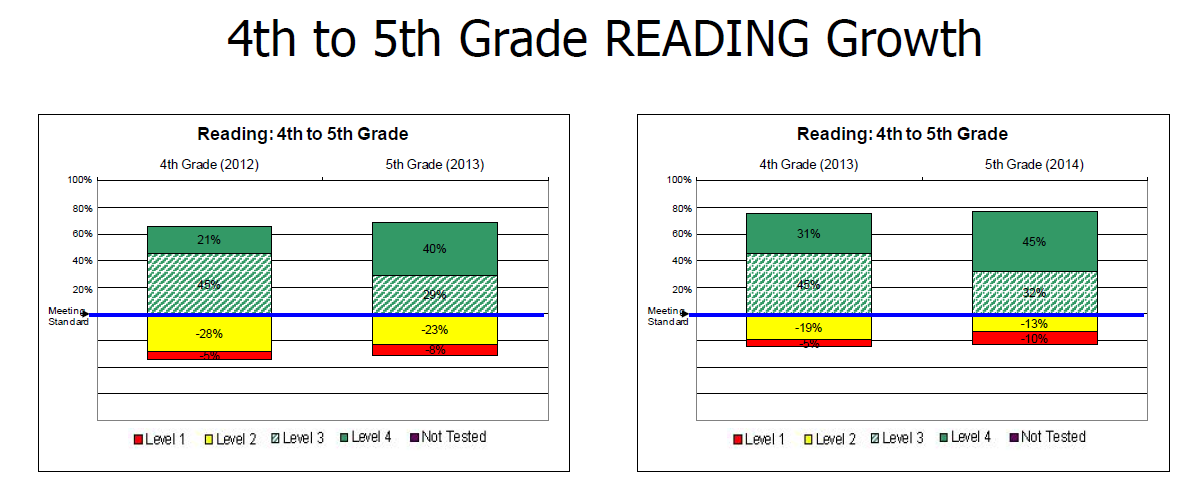 4th to 5th Grade READING Growth
Reading: 4th to 5th Grade
4th Grade (2012) 5th Grade (2013)
100%
80%
60%
40%
20%
Meeting
Standard
21%
45%
-28%
-5%
40%
29%
-23%
-8%
Level 1 Level 2 Level 3 Level 4 Not Tested
Reading: 4th to 5th Grade
4th Grade (2013) 5th Grade (2014)
100%
80%
60%
40%
20%
Meeting
Standard
31%
45%
-19%
-5%
45%
32%
-13%
-10%
Level 1 Level 2 Level 3 Level 4 Not Tested